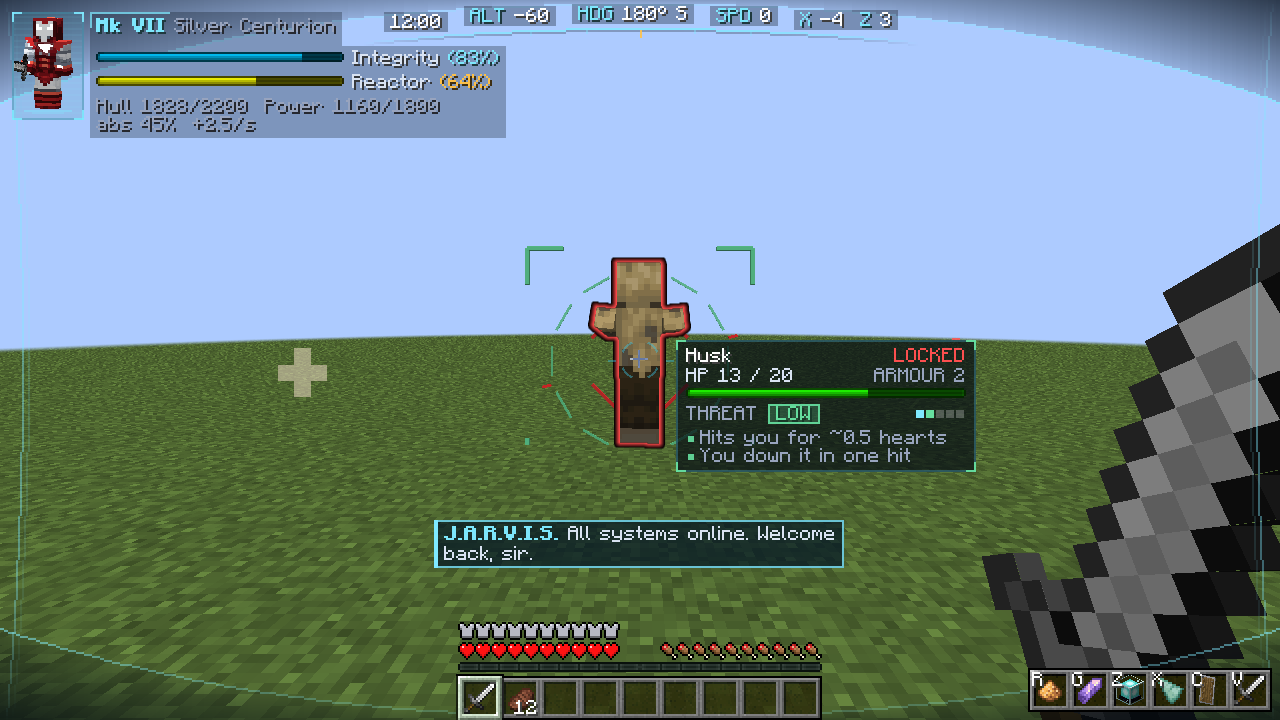 Mk VII Silver Centurion
12:00
ALT -60
HDG 180° S
SPD 0
X -4 Z 3
Integrity (83%)
Reactor (64%)
Hull 1828/2200 Power 1160/1800
abs 45% +2.5/s
Husk LOCKED
HP 13 / 20 ARMOUR 2
THREAT LOW
Hits you for ~0.5 hearts
You down it in one hit
J.A.R.V.I.S. All systems online. Welcome
back, sir.
12
R G Z X C V